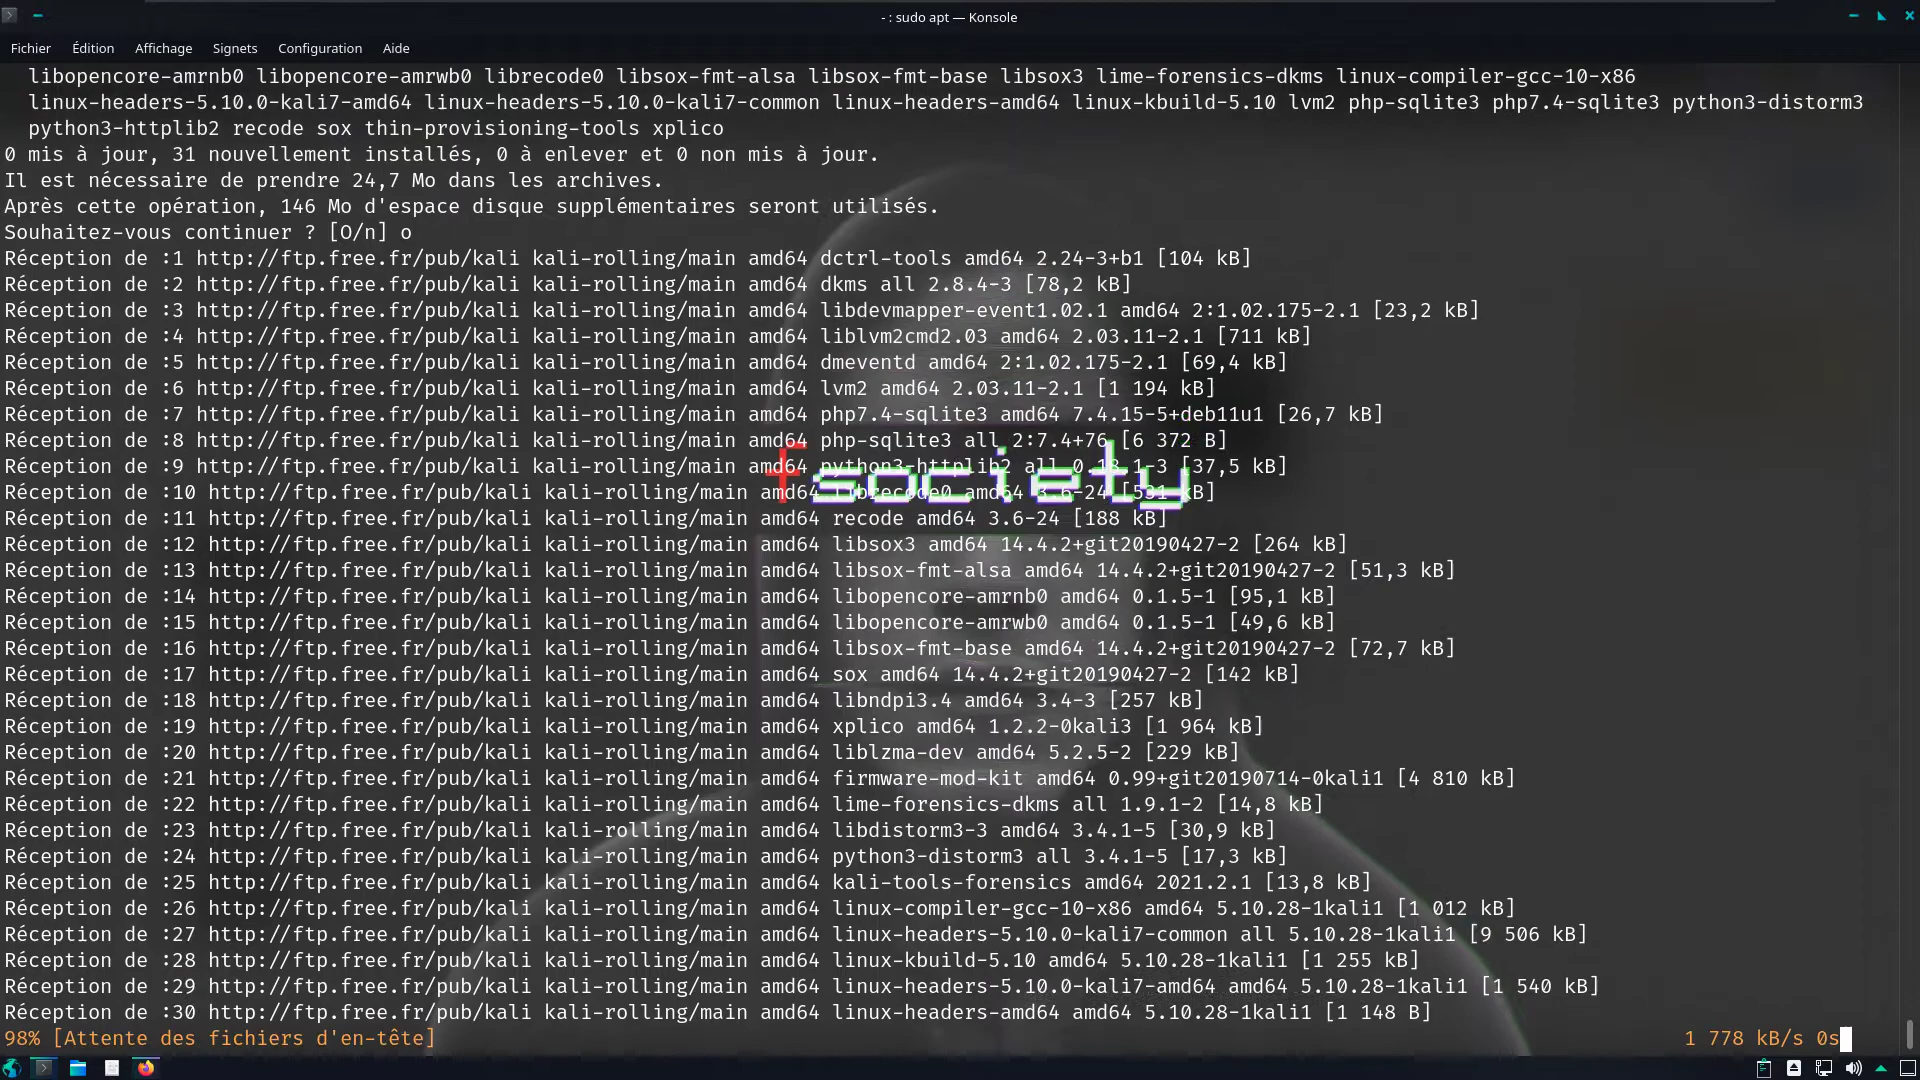 - : sudo apt — Konsole
Fichier Édition Affichage Signets Configuration Aide
libopencore-amrnb0 libopencore-amrwb0 librecode0 libsox-fmt-alsa libsox-fmt-base libsox3 lime-forensics-dkms linux-compiler-gcc-10-x86
linux-headers-5.10.0-kali7-amd64 linux-headers-5.10.0-kali7-common linux-headers-amd64 linux-kbuild-5.10 lvm2 php-sqlite3 php7.4-sqlite3 python3-distorm3
python3-httplib2 recode sox thin-provisioning-tools xplico
0 mis à jour, 31 nouvellement installés, 0 à enlever et 0 non mis à jour.
Il est nécessaire de prendre 24,7 Mo dans les archives.
Après cette opération, 146 Mo d'espace disque supplémentaires seront utilisés.
Souhaitez-vous continuer ? [O/n] o
Réception de :1 http://ftp.free.fr/pub/kali kali-rolling/main amd64 dctrl-tools amd64 2.24-3+b1 [104 kB]
Réception de :2 http://ftp.free.fr/pub/kali kali-rolling/main amd64 dkms all 2.8.4-3 [78,2 kB]
Réception de :3 http://ftp.free.fr/pub/kali kali-rolling/main amd64 libdevmapper-event1.02.1 amd64 2:1.02.175-2.1 [23,2 kB]
Réception de :4 http://ftp.free.fr/pub/kali kali-rolling/main amd64 liblvm2cmd2.03 amd64 2.03.11-2.1 [711 kB]
Réception de :5 http://ftp.free.fr/pub/kali kali-rolling/main amd64 dmeventd amd64 2:1.02.175-2.1 [69,4 kB]
Réception de :6 http://ftp.free.fr/pub/kali kali-rolling/main amd64 lvm2 amd64 2.03.11-2.1 [1 194 kB]
Réception de :7 http://ftp.free.fr/pub/kali kali-rolling/main amd64 php7.4-sqlite3 amd64 7.4.15-5+deb11u1 [26,7 kB]
Réception de :8 http://ftp.free.fr/pub/kali kali-rolling/main amd64 php-sqlite3 all 2:7.4+76 [6 372 B]
Réception de :9 http://ftp.free.fr/pub/kali kali-rolling/main amd64 python3-httplib2 all 0.18.1-3 [37,5 kB]
fsociety
Réception de :10 http://ftp.free.fr/pub/kali kali-rolling/main amd64 librecode0 amd64 3.6-24 [531 kB]
Réception de :11 http://ftp.free.fr/pub/kali kali-rolling/main amd64 recode amd64 3.6-24 [188 kB]
Réception de :12 http://ftp.free.fr/pub/kali kali-rolling/main amd64 libsox3 amd64 14.4.2+git20190427-2 [264 kB]
Réception de :13 http://ftp.free.fr/pub/kali kali-rolling/main amd64 libsox-fmt-alsa amd64 14.4.2+git20190427-2 [51,3 kB]
Réception de :14 http://ftp.free.fr/pub/kali kali-rolling/main amd64 libopencore-amrnb0 amd64 0.1.5-1 [95,1 kB]
Réception de :15 http://ftp.free.fr/pub/kali kali-rolling/main amd64 libopencore-amrwb0 amd64 0.1.5-1 [49,6 kB]
Réception de :16 http://ftp.free.fr/pub/kali kali-rolling/main amd64 libsox-fmt-base amd64 14.4.2+git20190427-2 [72,7 kB]
Réception de :17 http://ftp.free.fr/pub/kali kali-rolling/main amd64 sox amd64 14.4.2+git20190427-2 [142 kB]
Réception de :18 http://ftp.free.fr/pub/kali kali-rolling/main amd64 libndpi3.4 amd64 3.4-3 [257 kB]
Réception de :19 http://ftp.free.fr/pub/kali kali-rolling/main amd64 xplico amd64 1.2.2-0kali3 [1 964 kB]
Réception de :20 http://ftp.free.fr/pub/kali kali-rolling/main amd64 liblzma-dev amd64 5.2.5-2 [229 kB]
Réception de :21 http://ftp.free.fr/pub/kali kali-rolling/main amd64 firmware-mod-kit amd64 0.99+git20190714-0kali1 [4 810 kB]
Réception de :22 http://ftp.free.fr/pub/kali kali-rolling/main amd64 lime-forensics-dkms all 1.9.1-2 [14,8 kB]
Réception de :23 http://ftp.free.fr/pub/kali kali-rolling/main amd64 libdistorm3-3 amd64 3.4.1-5 [30,9 kB]
Réception de :24 http://ftp.free.fr/pub/kali kali-rolling/main amd64 python3-distorm3 all 3.4.1-5 [17,3 kB]
Réception de :25 http://ftp.free.fr/pub/kali kali-rolling/main amd64 kali-tools-forensics amd64 2021.2.1 [13,8 kB]
Réception de :26 http://ftp.free.fr/pub/kali kali-rolling/main amd64 linux-compiler-gcc-10-x86 amd64 5.10.28-1kali1 [1 012 kB]
Réception de :27 http://ftp.free.fr/pub/kali kali-rolling/main amd64 linux-headers-5.10.0-kali7-common all 5.10.28-1kali1 [9 506 kB]
Réception de :28 http://ftp.free.fr/pub/kali kali-rolling/main amd64 linux-kbuild-5.10 amd64 5.10.28-1kali1 [1 255 kB]
Réception de :29 http://ftp.free.fr/pub/kali kali-rolling/main amd64 linux-headers-5.10.0-kali7-amd64 amd64 5.10.28-1kali1 [1 540 kB]
Réception de :30 http://ftp.free.fr/pub/kali kali-rolling/main amd64 linux-headers-amd64 amd64 5.10.28-1kali1 [1 148 B]
98% [Attente des fichiers d'en-tête] 1 778 kB/s 0s